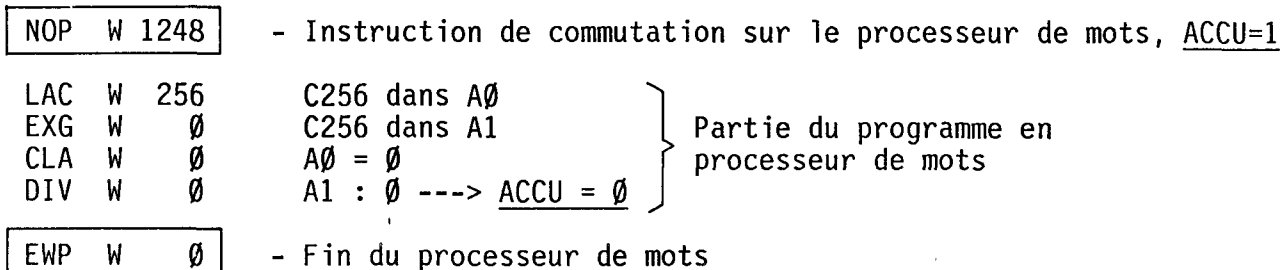 NOP W 1248 - Instruction de commutation sur le processeur de mots, ACCU=1
LAC W 256 C256 dans AØ
EXG W Ø C256 dans A1 Partie du programme en
CLA W Ø AØ = Ø processeur de mots
DIV W Ø A1 : Ø ---> ACCU = Ø
EWP W Ø - Fin du processeur de mots